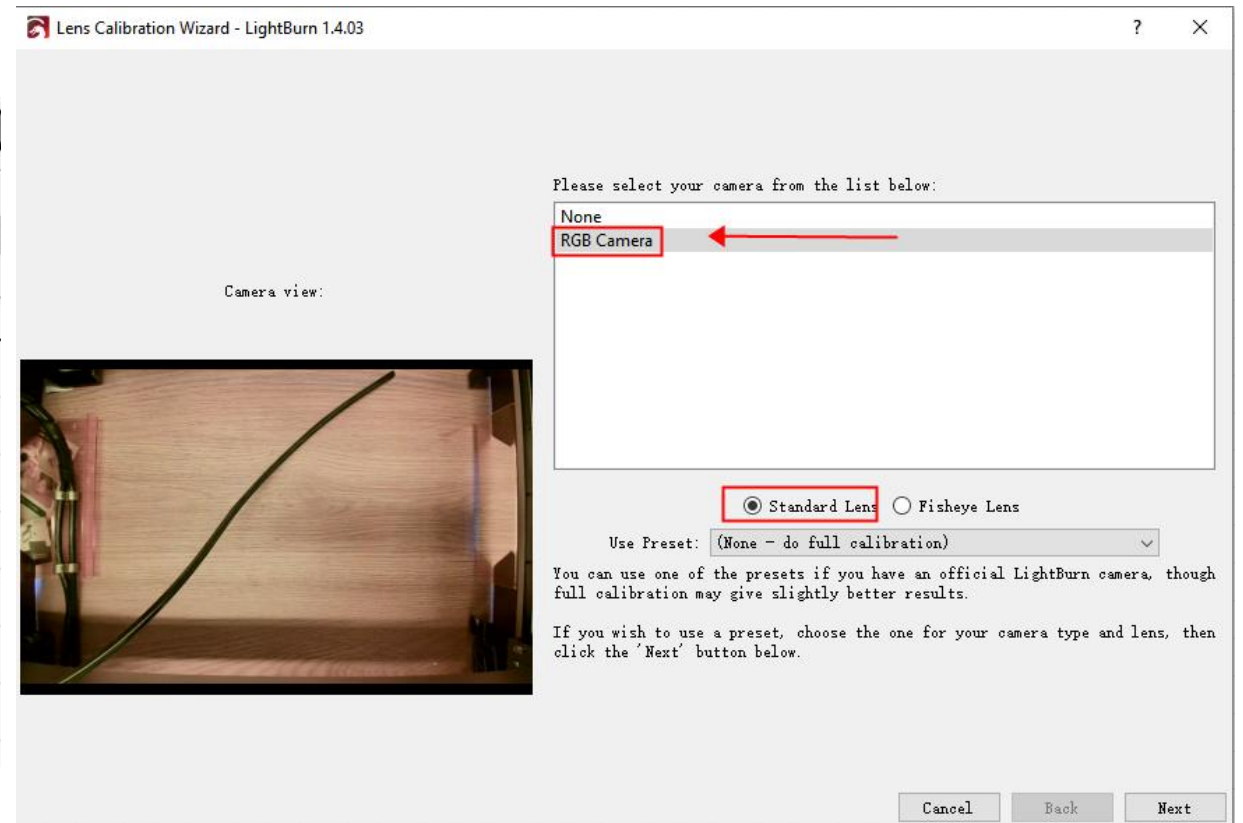 Lens Calibration Wizard - LightBurn 1.4.03
?
Please select your camera from the list below:
None
RGB Camera
Camera view:
Standard Lens
Fisheye Lens
Use Preset: (None - do full calibration)
You can use one of the presets if you have an official LightBurn camera, though
full calibration may give slightly better results.
If you wish to use a preset, choose the one for your camera type and lens, then
click the 'Next' button below.
Cancel
Back
Next